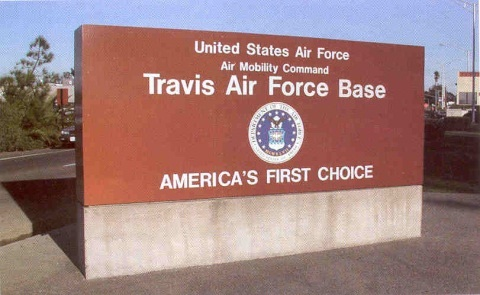 United States Air Force
Air Mobility Command
Travis Air Force Base
AMERICA'S FIRST CHOICE